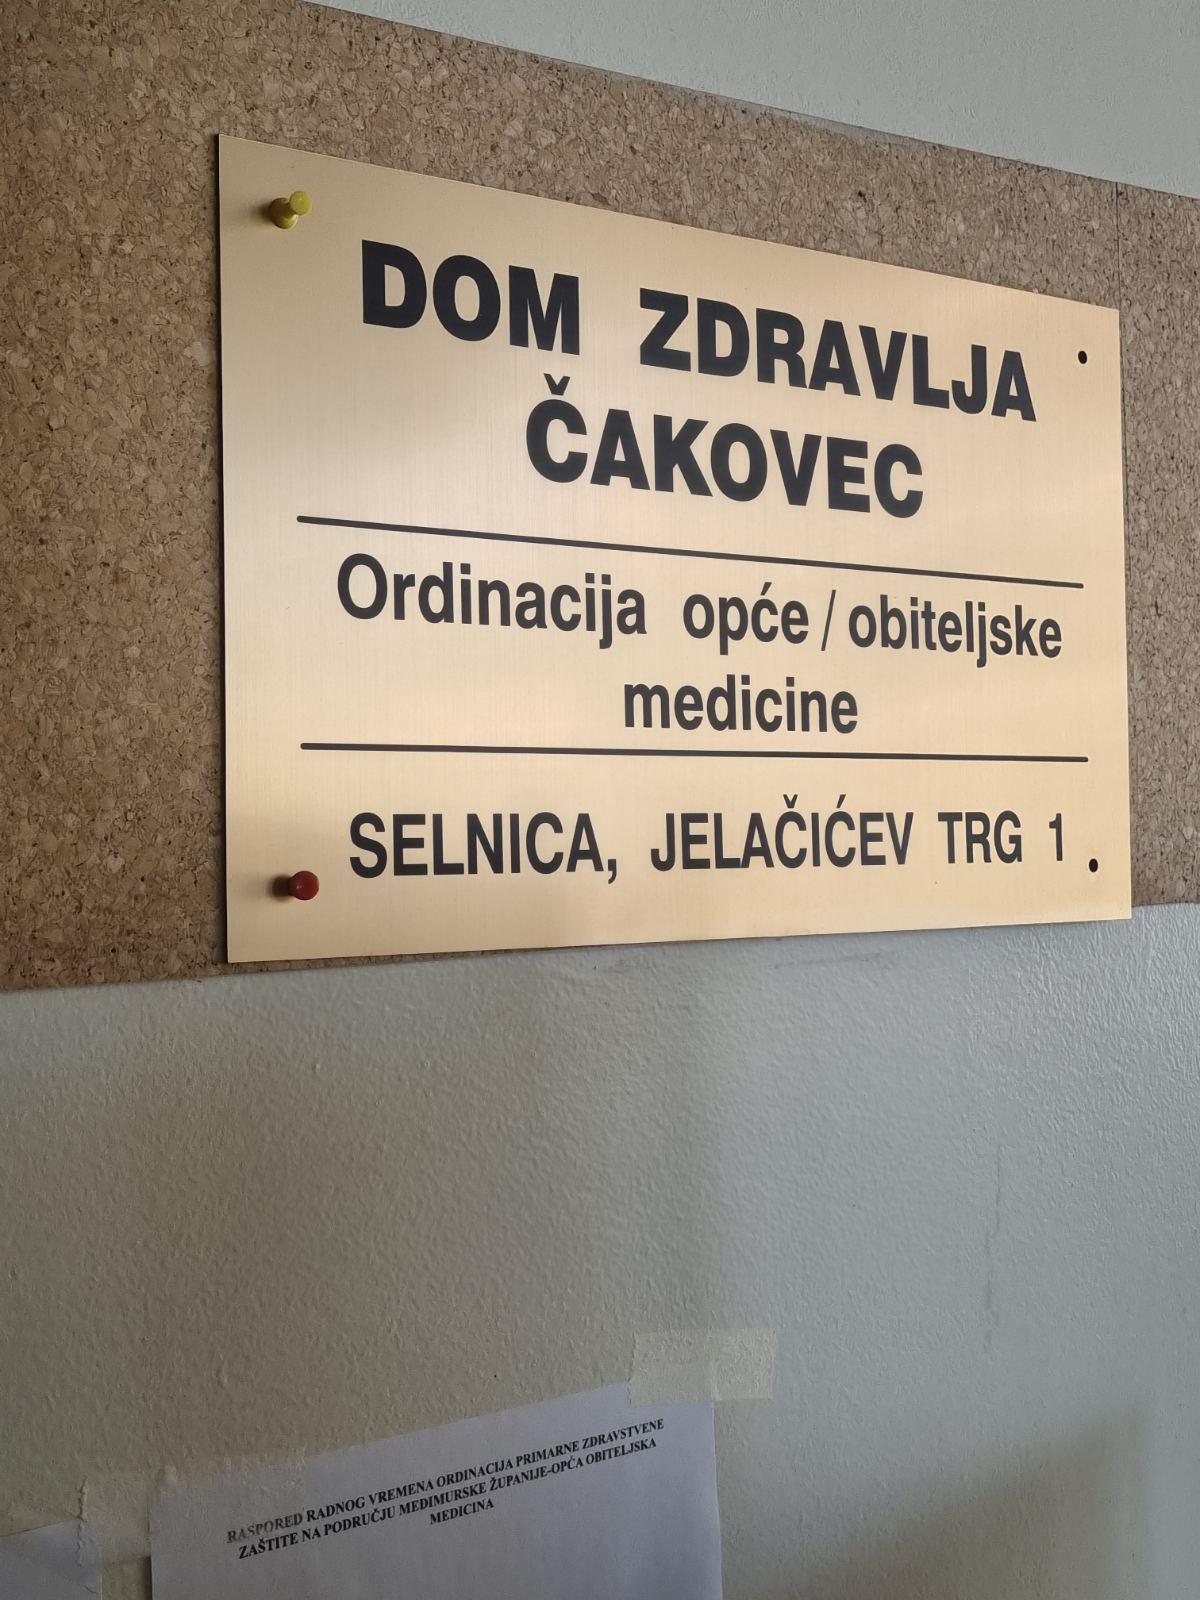 DOM ZDRAVLJA
ČAKOVEC
Ordinacija opće / obiteljske
medicine
SELNICA, JELAČIĆEV TRG 1
RASPORED RADNOG VREMENA ORDINACIJA PRIMARNE ZDRAVSTVENE
ZAŠTITE NA PODRUČJU MEĐIMURSKE ŽUPANIJE-OPĆA OBITELJSKA
MEDICINA